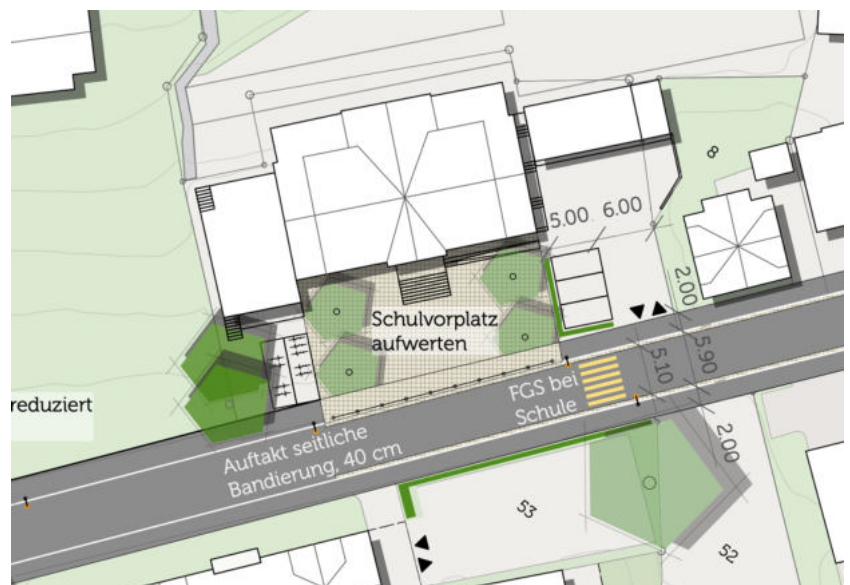 8
5.00
6.00
2.00
Schulvorplatz
aufwerten
5.10
5.90
reduziert
FGS bei
Schule
Auftakt seitliche
Bandierung, 40 cm
2.00
53
52